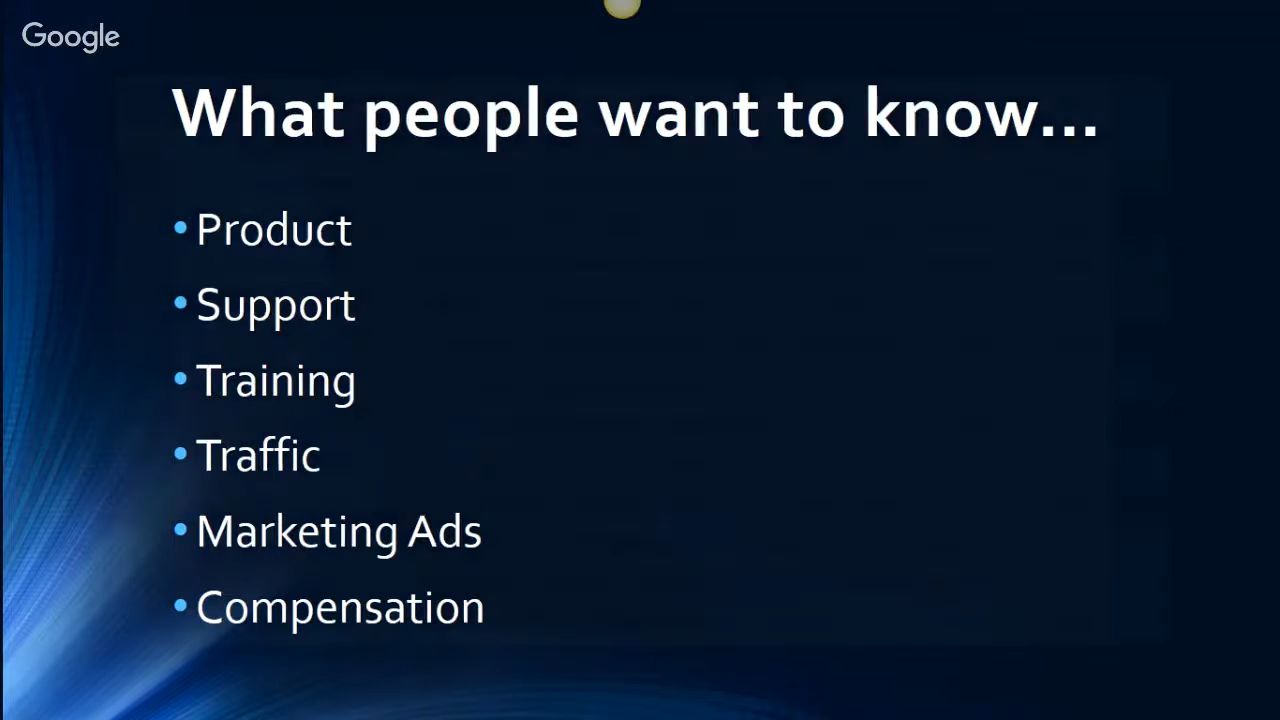 Google
What people want to know...
• Product
• Support
• Training
• Traffic
• Marketing Ads
• Compensation